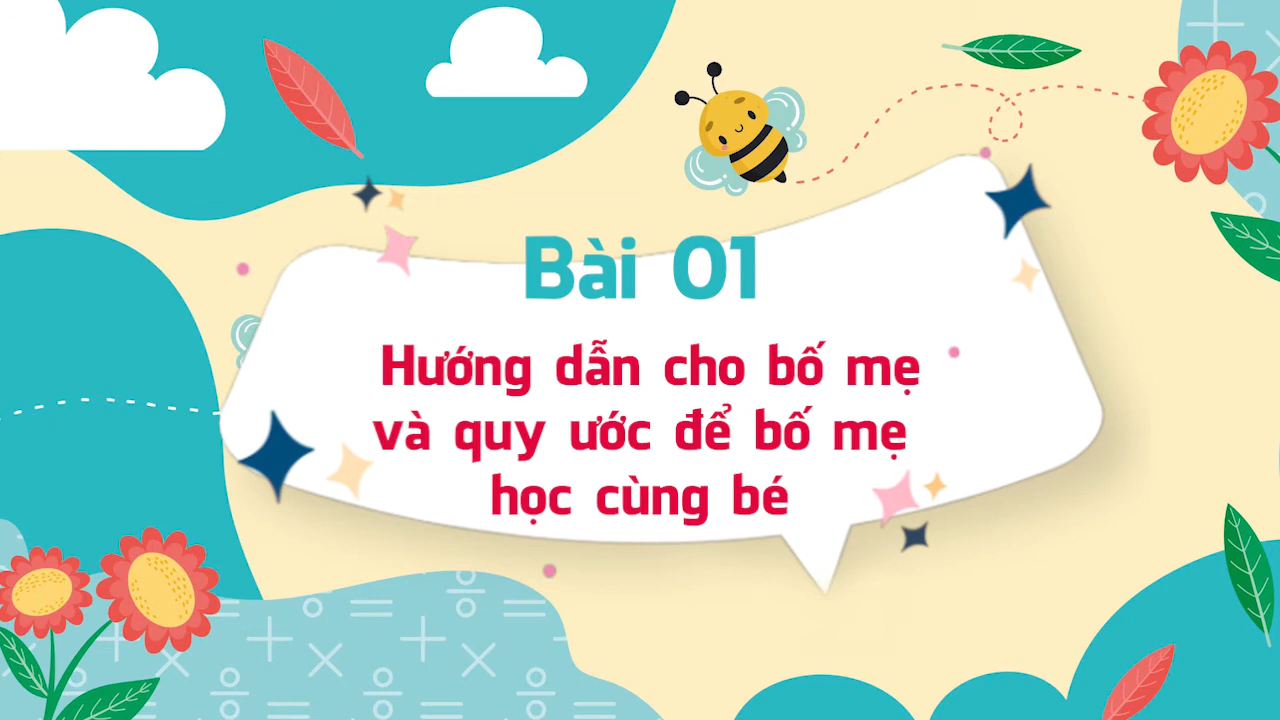 Bài 01
Hướng dẫn cho bố mẹ
và quy ước để bố mẹ
học cùng bé